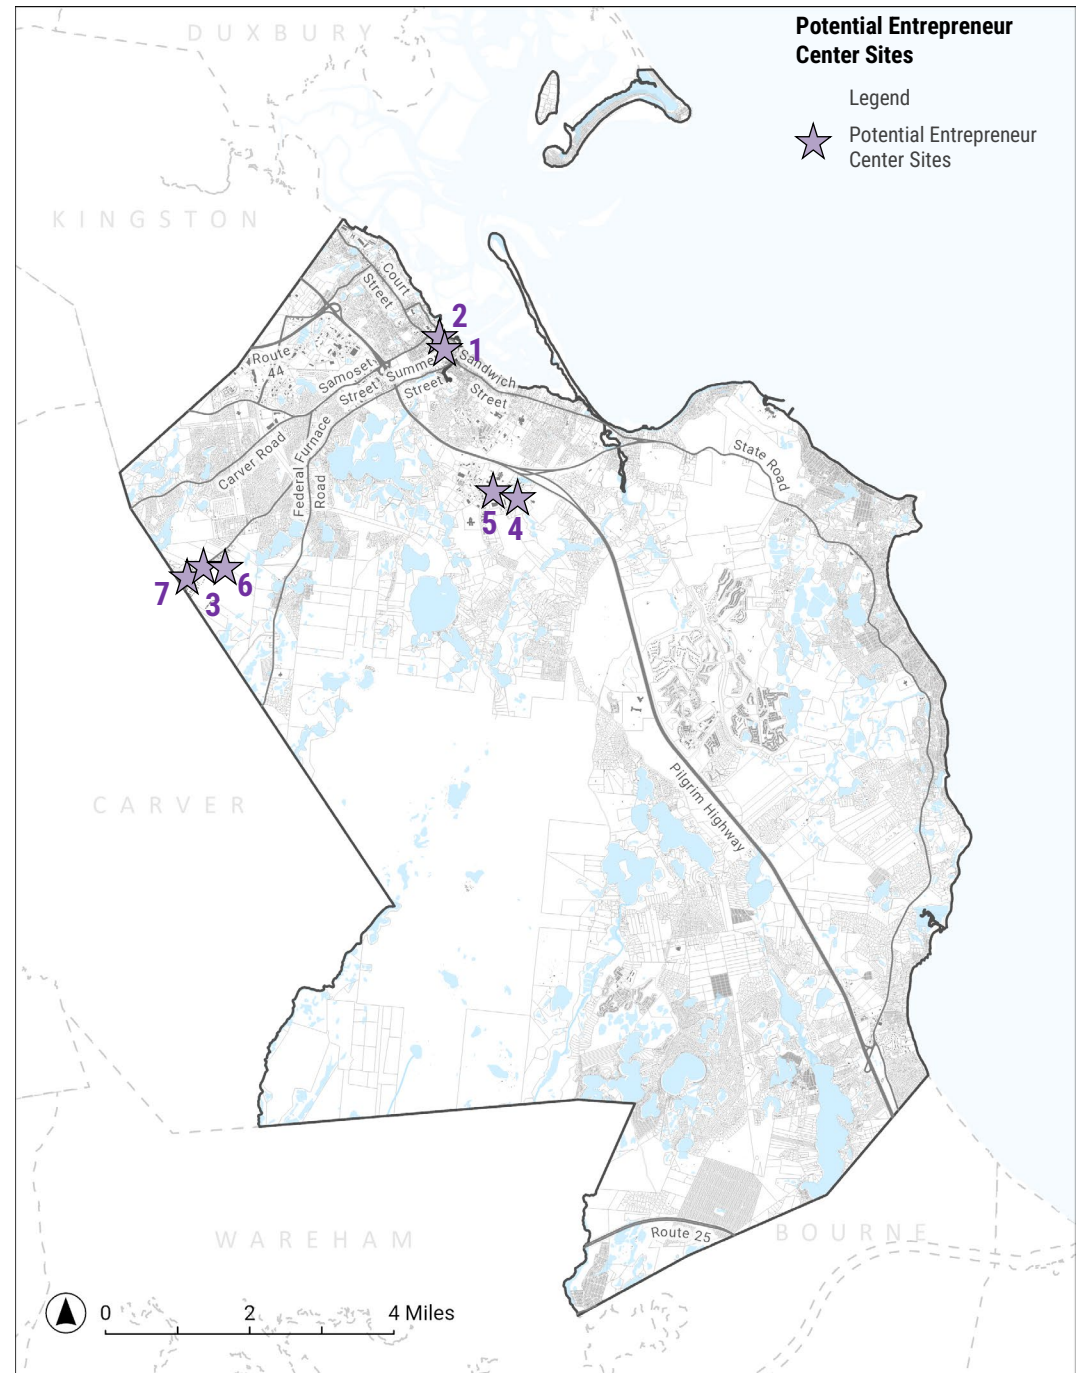 Potential Entrepreneur
Center Sites
Legend
Potential Entrepreneur
Center Sites
DUXBURY
KINGSTON
Court
Street
2
1
Route
44
Samoset
Street
Summe
Street
Sandwich
Street
Carver Road
Federal Furnace
Road
State Road
5
4
7
3
6
Pilgrim Highway
CARVER
WAREHAM
BOURNE
Route 25
0
2
4 Miles